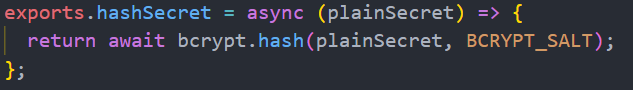 exports.hashSecret = async (plainSecret) => {
  return await bcrypt.hash(plainSecret, BCRYPT_SALT);
};